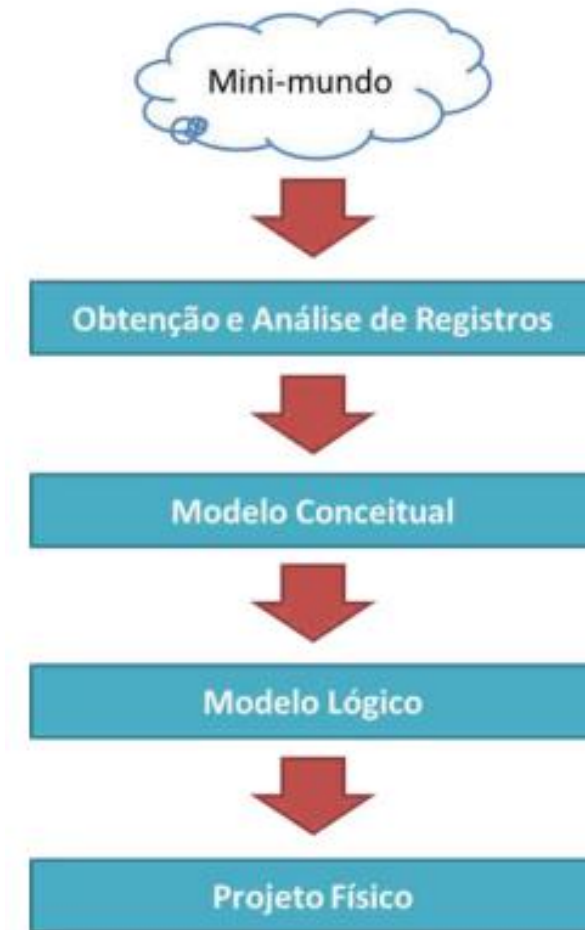 Mini-mundo
Obtenção e Análise de Registros
Modelo Conceitual
Modelo Lógico
Projeto Físico